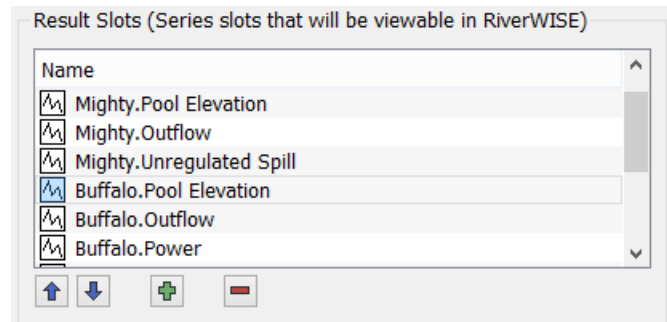 Result Slots (Series slots that will be viewable in RiverWISE)
Name
Mighty.Pool Elevation
Mighty.Outflow
Mighty.Unregulated Spill
Buffalo.Pool Elevation
Buffalo.Outflow
Buffalo.Power